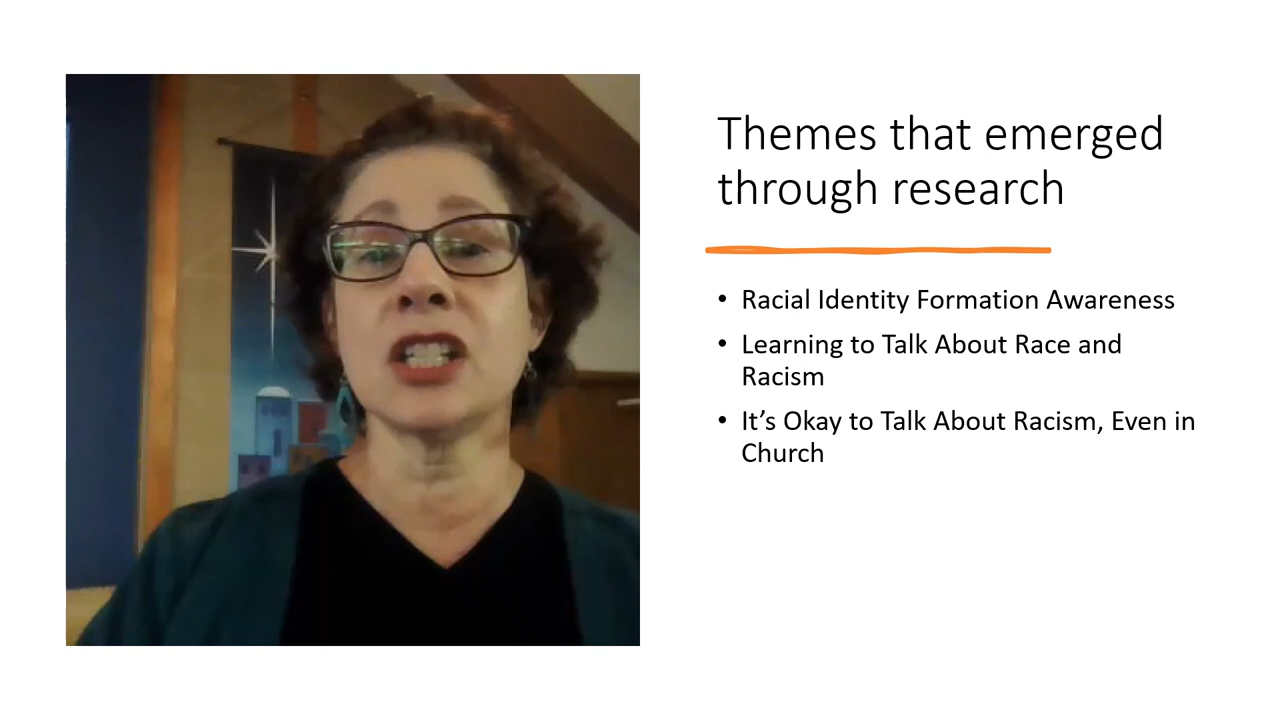 Themes that emerged
through research
• Racial Identity Formation Awareness
• Learning to Talk About Race and
Racism
• It’s Okay to Talk About Racism, Even in
Church